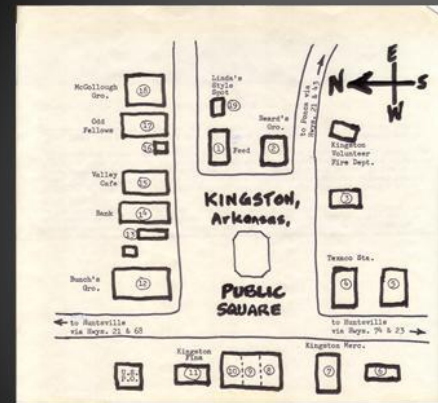 McCollough
Gro.
18
Odd
Fellows
17
16
Valley
Cafe
15
Bank
14
13
Bunch's
Gro.
12
Linda's
Style
Spot
19
1
Feed
Beard's
Gro.
2
to Ponca via
Hwys. 21 & 43
E
N
S
W
Kingston
Volunteer
Fire Dept.
3
KINGSTON,
Arkansas,
PUBLIC
SQUARE
Texaco Sta.
4
5
to Huntsville
via Hwys. 21 & 68
to Huntsville
via Hwys. 74 & 23
U.S.
P.O.
Kingston
Fina
11
10
9
8
Kingston Merc.
7
6